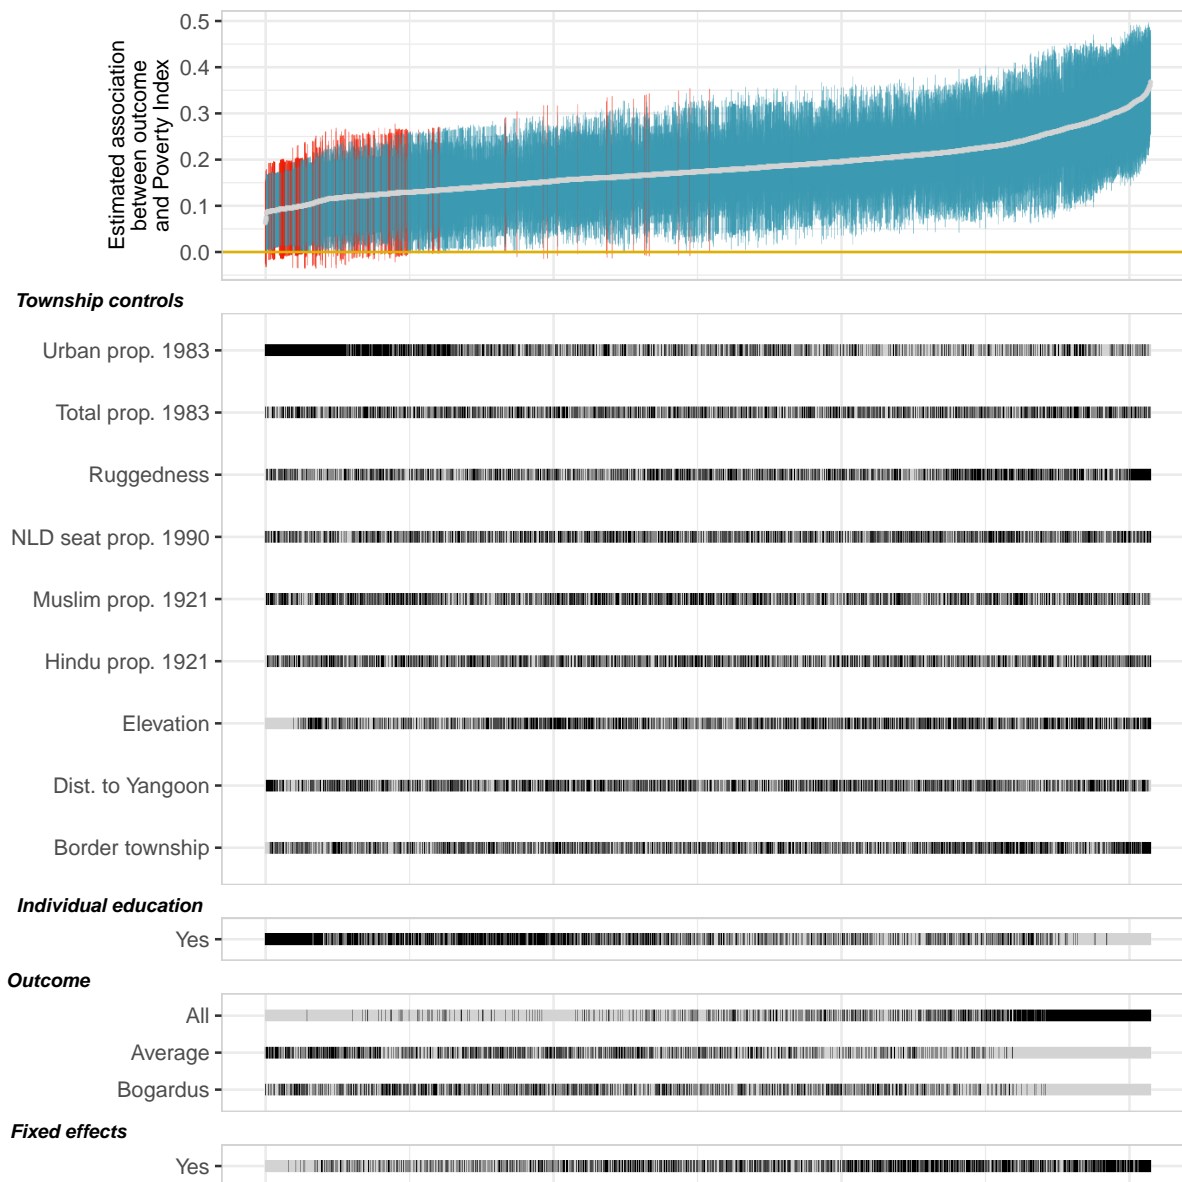 Estimated association
between outcome
and Poverty Index
0.5
0.4
0.3
0.2
0.1
0.0
Township controls
Urban prop. 1983
Total prop. 1983
Ruggedness
NLD seat prop. 1990
Muslim prop. 1921
Hindu prop. 1921
Elevation
Dist. to Yangoon
Border township
Individual education
Yes
Outcome
All
Average
Bogardus
Fixed effects
Yes